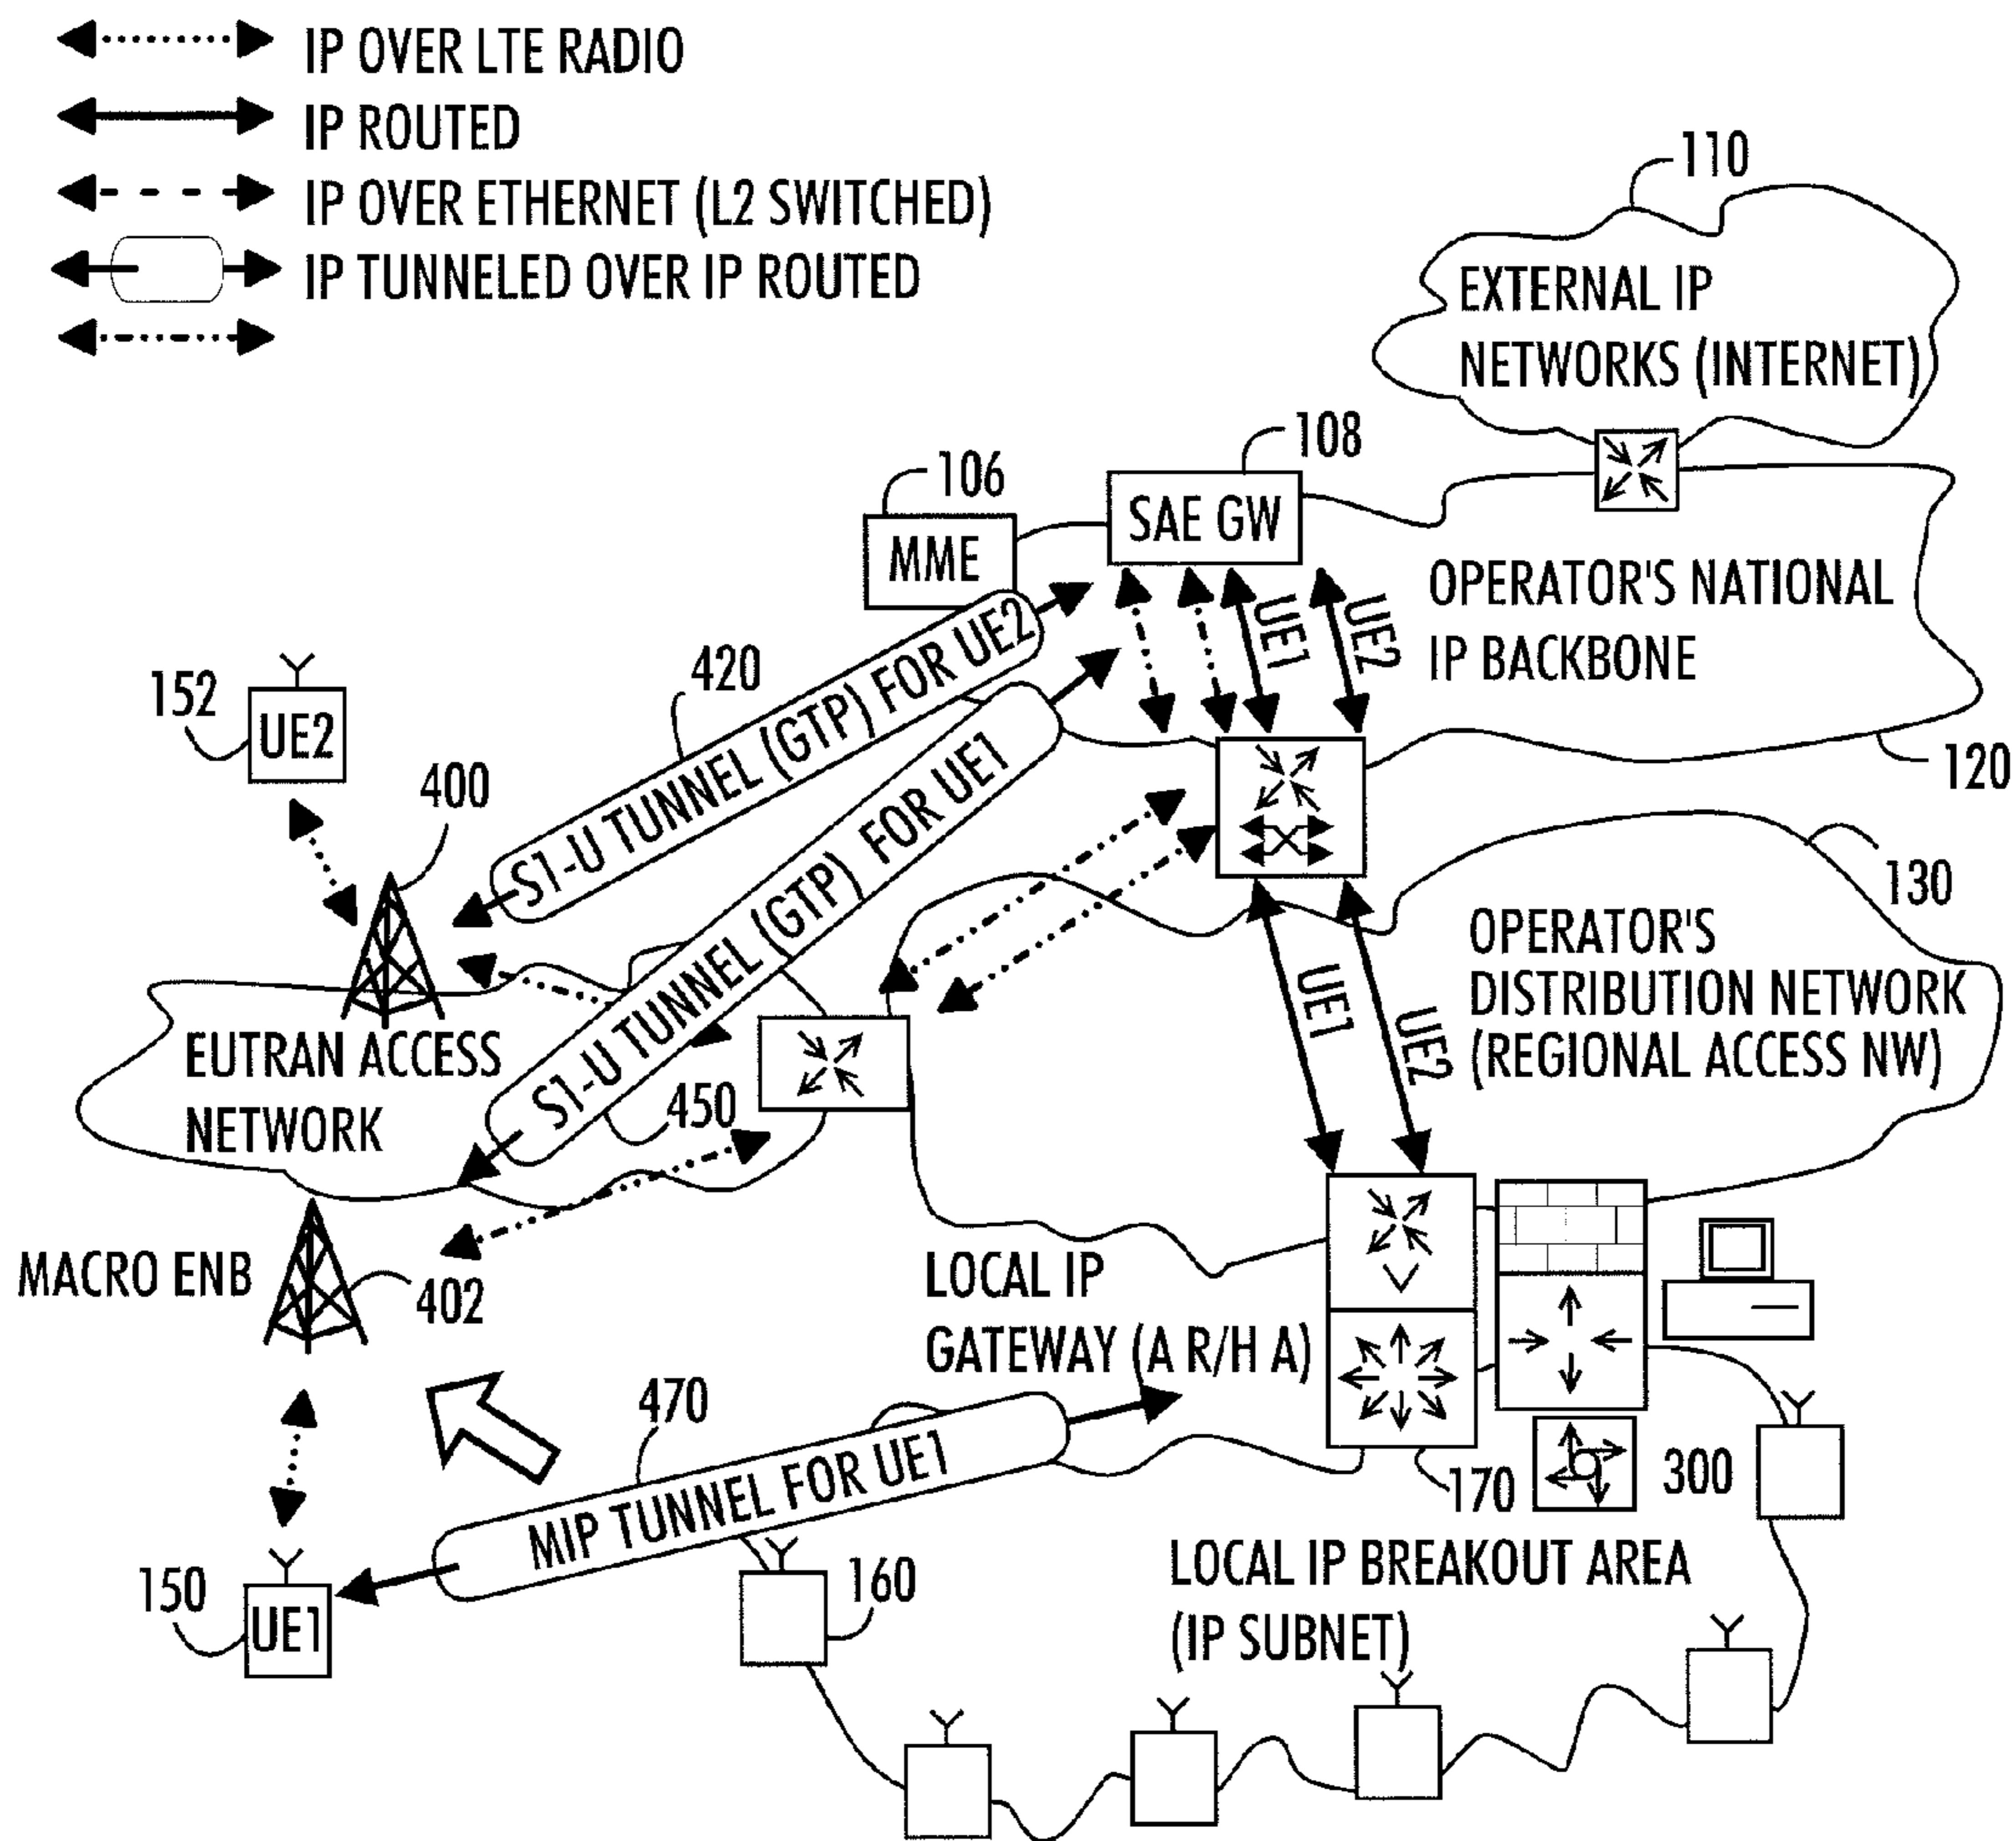 IP OVER LTE RADIO
IP ROUTED
IP OVER ETHERNET (L2 SWITCHED)
IP TUNNELED OVER IP ROUTED
110
EXTERNAL IP
NETWORKS (INTERNET)
108
SAE GW
106
MME
OPERATOR'S NATIONAL
IP BACKBONE
UE1
UE2
120
420
S1-U TUNNEL (GTP) FOR UE2
152
UE2
400
S1-U TUNNEL (GTP) FOR UE1
450
130
OPERATOR'S
DISTRIBUTION NETWORK
(REGIONAL ACCESS NW)
UE1
UE2
EUTRAN ACCESS
NETWORK
MACRO ENB
402
LOCAL IP
GATEWAY (A R/H A)
470
MIP TUNNEL FOR UE1
170
300
150
UE1
160
LOCAL IP BREAKOUT AREA
(IP SUBNET)